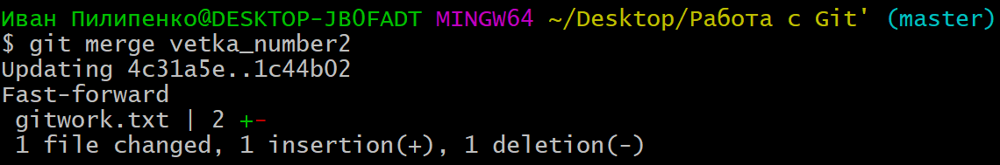 Иван Пилипенко@DESKTOP-JB0FADT MINGW64 ~/Desktop/Работа с Git' (master)
$ git merge vetka_number2
Updating 4c31a5e..1c44b02
Fast-forward
 gitwork.txt | 2 +-
 1 file changed, 1 insertion(+), 1 deletion(-)